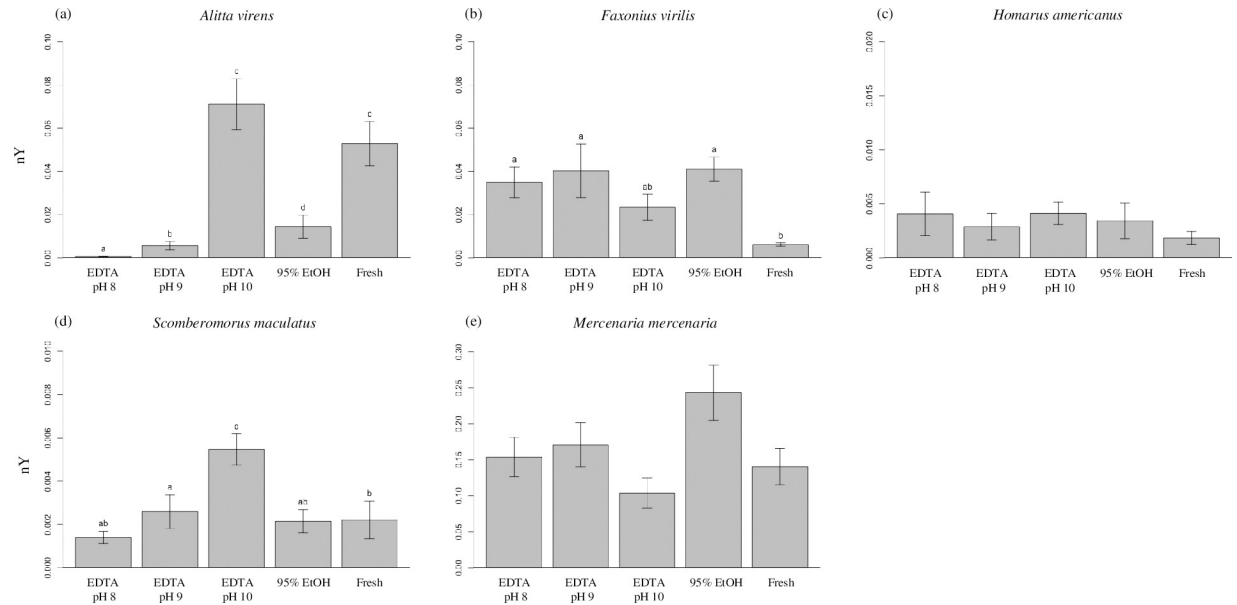 (a) Alitta virens
nY
0.10
0.08
0.06
0.04
0.02
0.00
a
b
c
d
c
EDTA pH 8
EDTA pH 9
EDTA pH 10
95% EtOH
Fresh
(b) Faxonius virilis
0.10
0.08
0.06
0.04
0.02
0.00
a
a
ab
a
b
EDTA pH 8
EDTA pH 9
EDTA pH 10
95% EtOH
Fresh
(c) Homarus americanus
0.020
0.015
0.010
0.005
0.000
EDTA pH 8
EDTA pH 9
EDTA pH 10
95% EtOH
Fresh
(d) Scomberomorus maculatus
nY
0.010
0.008
0.006
0.004
0.002
0.000
ab
a
c
b
EDTA pH 8
EDTA pH 9
EDTA pH 10
95% EtOH
Fresh
(e) Mercenaria mercenaria
0.30
0.25
0.20
0.15
0.10
0.05
0.00
EDTA pH 8
EDTA pH 9
EDTA pH 10
95% EtOH
Fresh